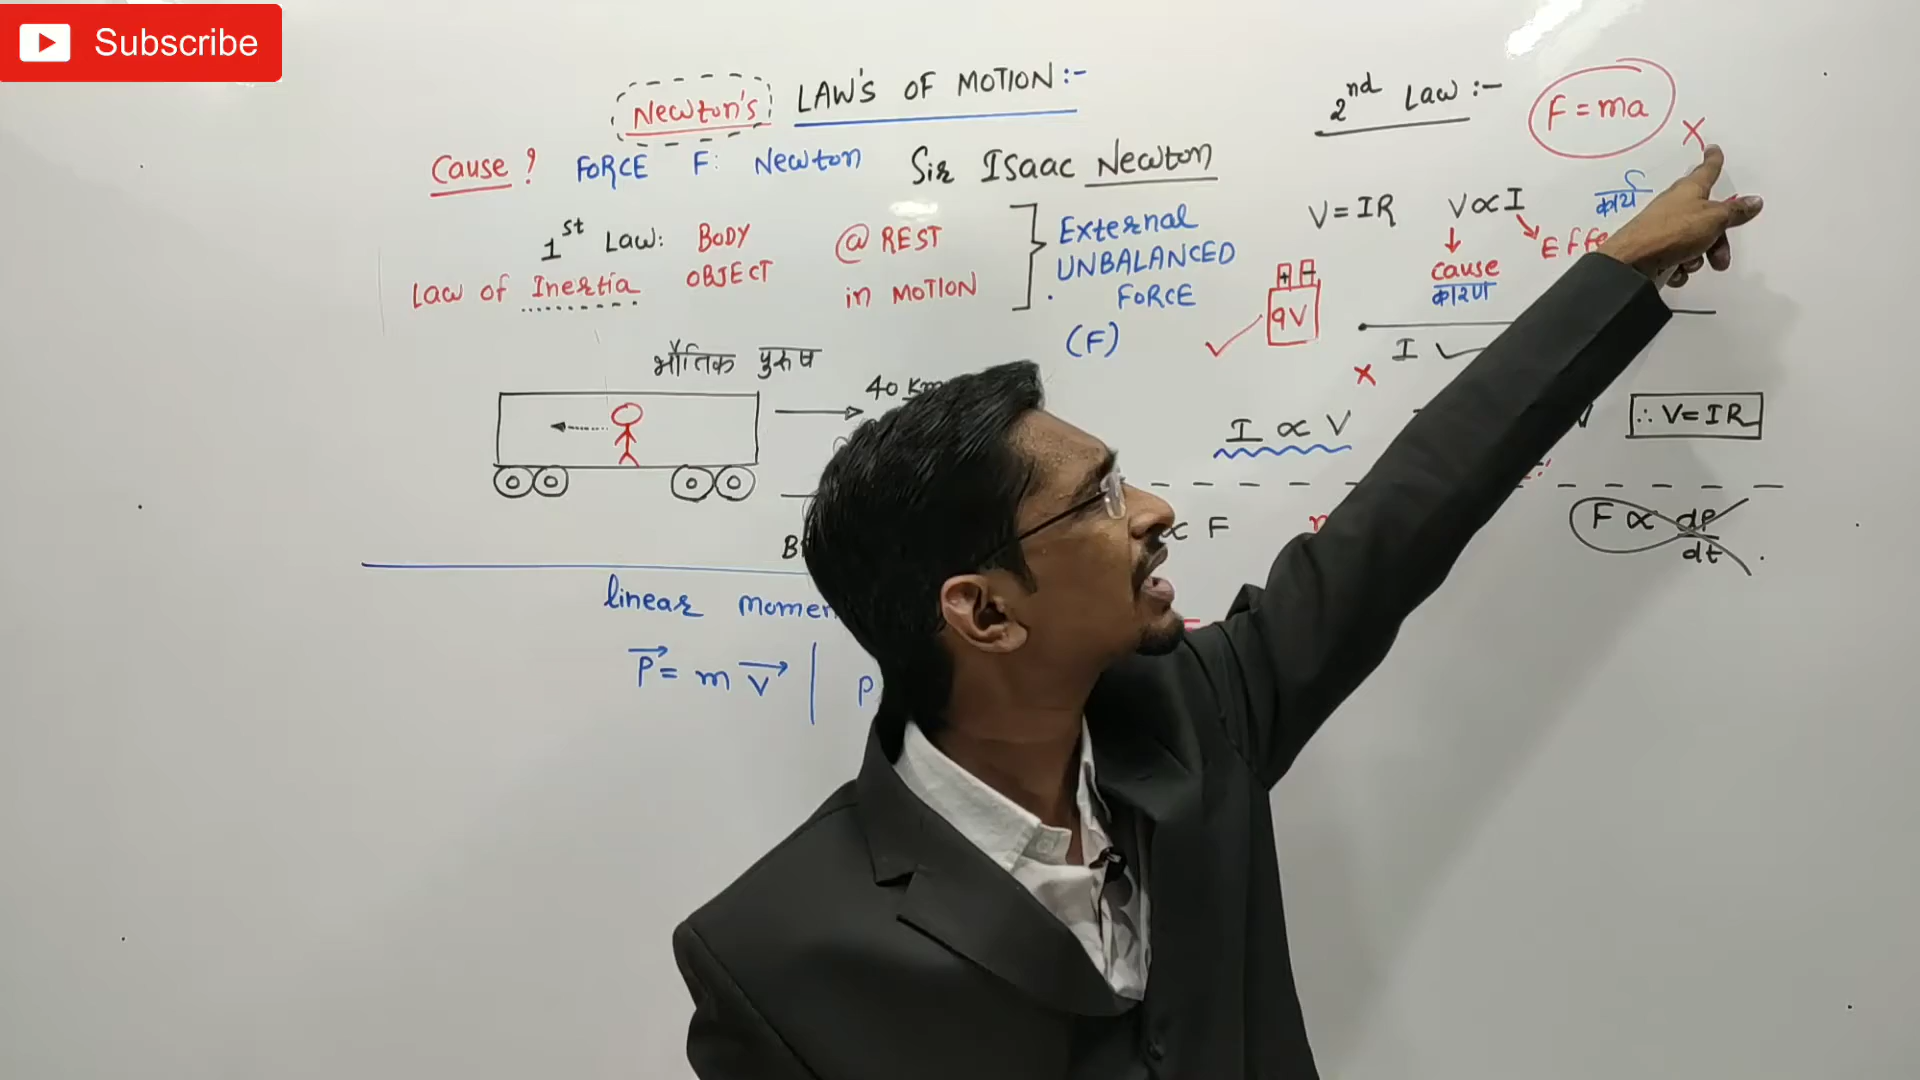 Subscribe
Newton's LAW'S OF MOTION :-
Cause ? FORCE F: Newton Sir Isaac Newton
1st Law: BODY @ REST
OBJECT in MOTION
Law of Inertia
External
UNBALANCED
FORCE
(F)
भौतिक पुरुष
40 Km
linear momen
P = m V
P
2nd Law :- F = ma X
V = IR V ∝ I कार्य
Effe
Cause
कारण
+ -
9V
I
X
I ∝ V ∴ V = IR
∝ F F ∝ dP
dt